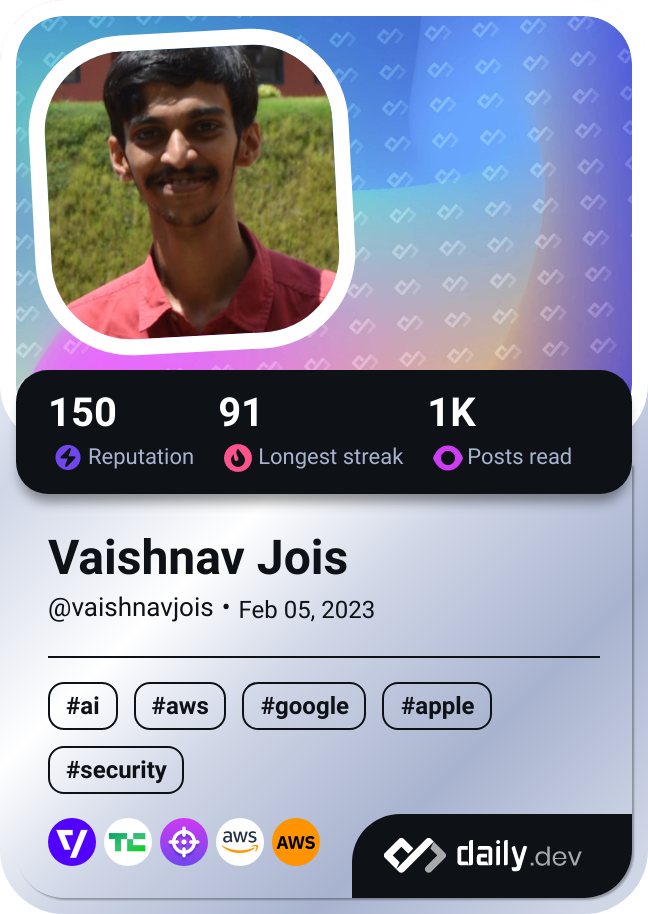 150 91 1K
Reputation Longest streak Posts read
Vaishnav Jois
@vaishnavjois • Feb 05, 2023
#ai #aws #google #apple
#security
TC aws AWS
daily.dev